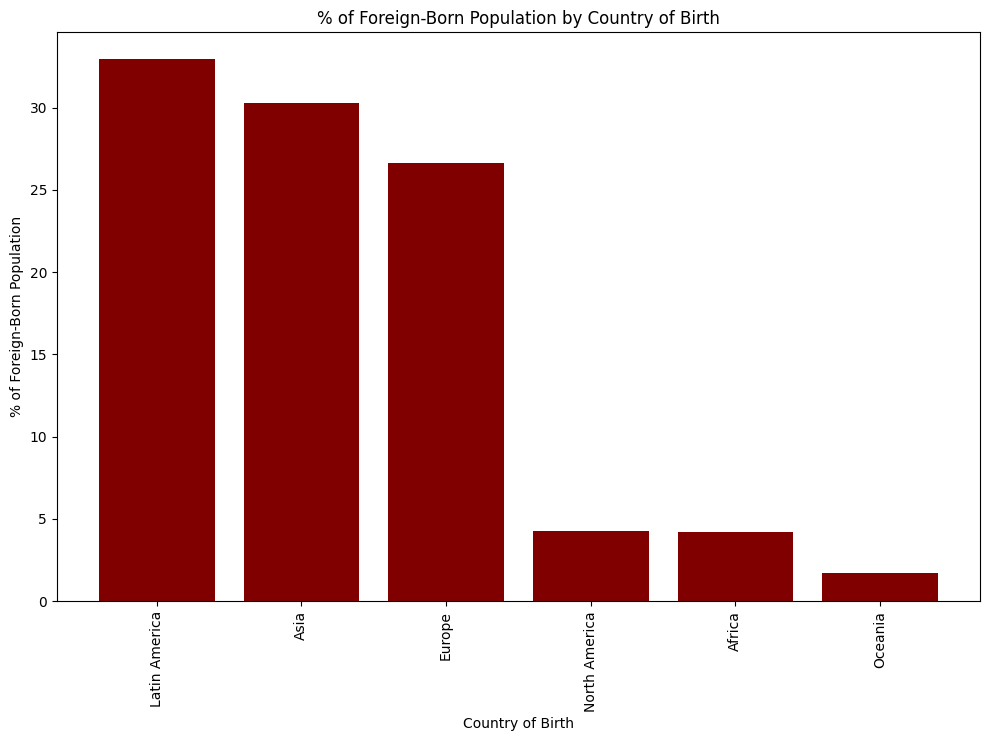 % of Foreign-Born Population by Country of Birth
% of Foreign-Born Population
30
25
20
15
10
5
0
Latin America
Asia
Europe
North America
Africa
Oceania
Country of Birth